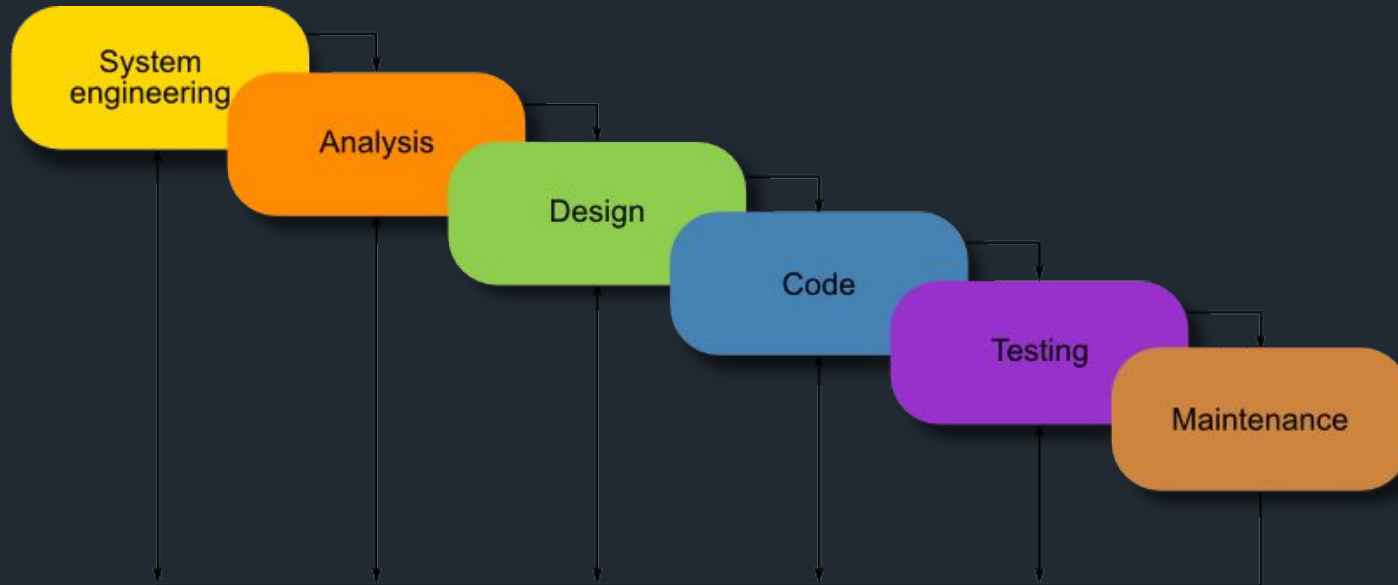 System
engineering
Analysis
Design
Code
Testing
Maintenance